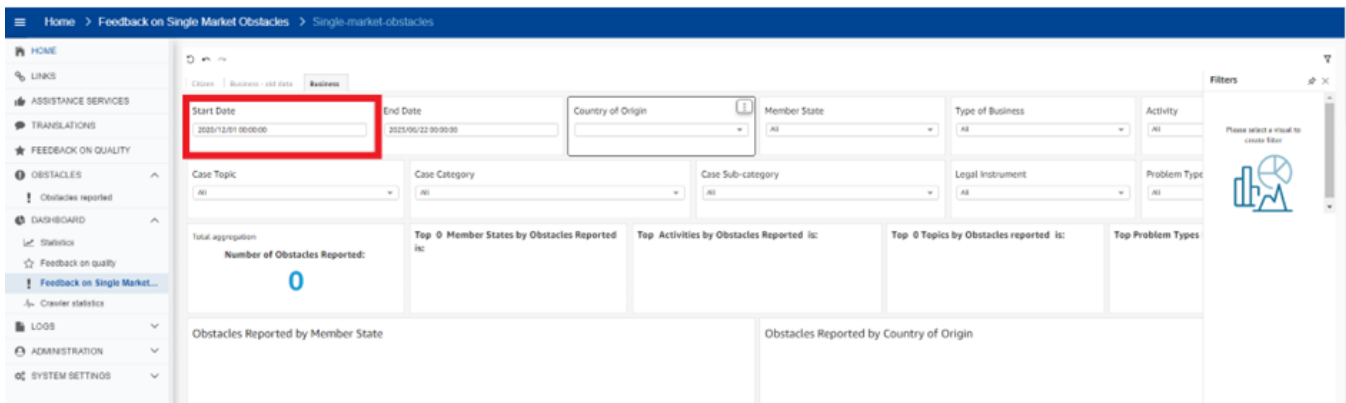 Home > Feedback on Single Market Obstacles > Single-market-obstacles
HOME
LINKS
ASSISTANCE SERVICES
TRANSLATIONS
FEEDBACK ON QUALITY
OBSTACLES
Obstacles reported
DASHBOARD
Statistics
Feedback on quality
Feedback on Single Market...
Crawler statistics
LOGS
ADMINISTRATION
SYSTEM SETTINGS
Citizen Business - old data Business
Start Date End Date Country of Origin Member State Type of Business Activity
2020/12/01 00:00:00 2025/06/22 00:00:00 All All All
Case Topic Case Category Case Sub-category Legal Instrument Problem Type
All All All All All
Total aggregation
Number of Obstacles Reported:
0
Top 0 Member States by Obstacles Reported
is:
Top Activities by Obstacles Reported is:
Top 0 Topics by Obstacles reported is:
Top Problem Types
Obstacles Reported by Member State
Obstacles Reported by Country of Origin
Filters
Please select a visual to
create filter